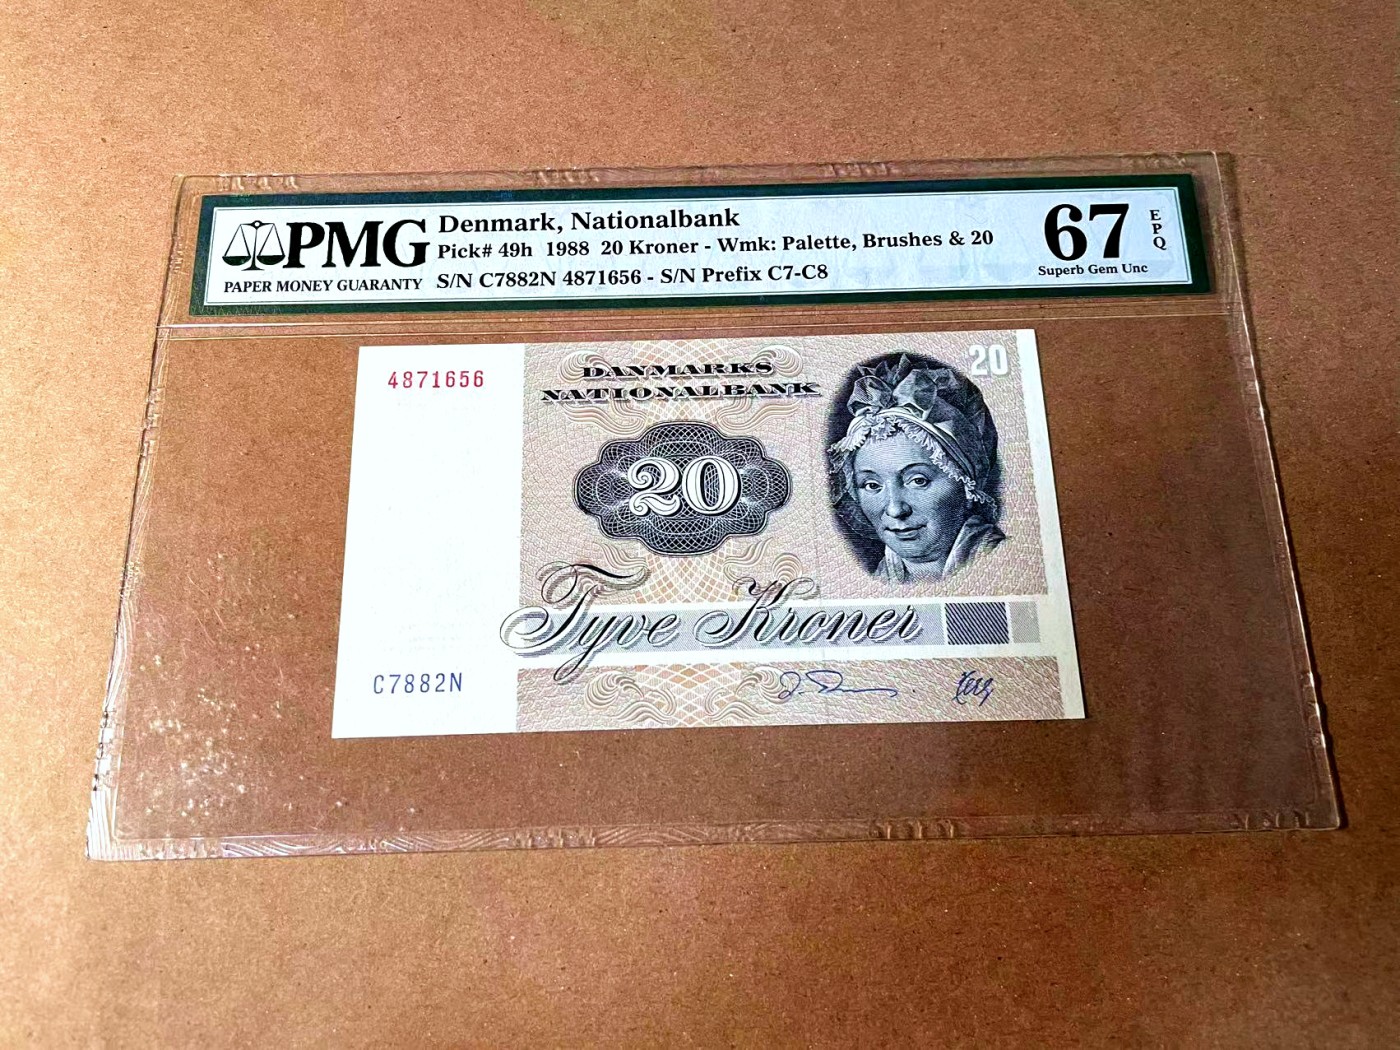 PMG
PAPER MONEY GUARANTY
Denmark, Nationalbank
Pick# 49h 1988 20 Kroner - Wmk: Palette, Brushes & 20
S/N C7882N 4871656 - S/N Prefix C7-C8
67
EPQ
Superb Gem Unc
4871656
DANMARKS
NATIONALBANK
20
20
Tyve Kroner
C7882N